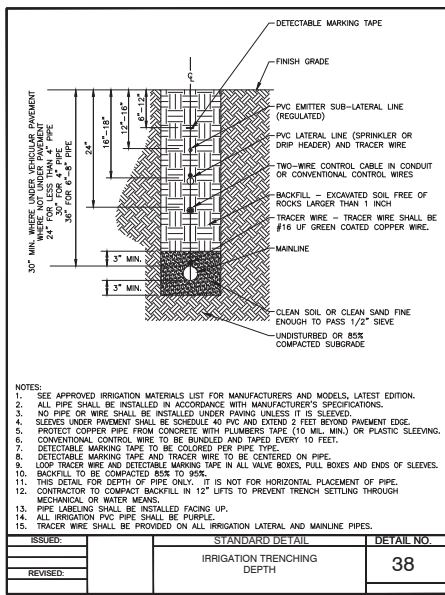 DETECTABLE MARKING TAPE
℄
FINISH GRADE
6"-12"
12"-16"
16"-18"
24"
30" MIN. WHERE UNDER VEHICULAR PAVEMENT
WHERE NOT UNDER PAVEMENT
24" FOR LESS THAN 4" PIPE
30" FOR 4" PIPE
36" FOR 6"-8" PIPE
PVC EMITTER SUB-LATERAL LINE
(REGULATED)
PVC LATERAL LINE (SPRINKLER OR
DRIP HEADER) AND TRACER WIRE
TWO-WIRE CONTROL CABLE IN CONDUIT
OR CONVENTIONAL CONTROL WIRES
BACKFILL - EXCAVATED SOIL FREE OF
ROCKS LARGER THAN 1 INCH
TRACER WIRE - TRACER WIRE SHALL BE
#16 UF GREEN COATED COPPER WIRE.
MAINLINE
3" MIN.
3" MIN.
CLEAN SOIL OR CLEAN SAND FINE
ENOUGH TO PASS 1/2" SIEVE
UNDISTURBED OR 85%
COMPACTED SUBGRADE
NOTES:
1. SEE APPROVED IRRIGATION MATERIALS LIST FOR MANUFACTURERS AND MODELS, LATEST EDITION.
2. ALL PIPE SHALL BE INSTALLED IN ACCORDANCE WITH MANUFACTURER'S SPECIFICATIONS.
3. NO PIPE OR WIRE SHALL BE INSTALLED UNDER PAVING UNLESS IT IS SLEEVED.
4. SLEEVES UNDER PAVEMENT SHALL BE SCHEDULE 40 PVC AND EXTEND 2 FEET BEYOND PAVEMENT EDGE.
5. PROTECT COPPER PIPE FROM CONCRETE WITH PLUMBERS TAPE (10 MIL. MIN.) OR PLASTIC SLEEVING.
6. CONVENTIONAL CONTROL WIRE TO BE BUNDLED AND TAPED EVERY 10 FEET.
7. DETECTABLE MARKING TAPE TO BE COLORED PER PIPE TYPE.
8. DETECTABLE MARKING TAPE AND TRACER WIRE TO BE CENTERED ON PIPE.
9. LOOP TRACER WIRE AND DETECTABLE MARKING TAPE IN ALL VALVE BOXES, PULL BOXES AND ENDS OF SLEEVES.
10. BACKFILL TO BE COMPACTED 85% TO 95%.
11. THIS DETAIL FOR DEPTH OF PIPE ONLY. IT IS NOT FOR HORIZONTAL PLACEMENT OF PIPE.
12. CONTRACTOR TO COMPACT BACKFILL IN 12" LIFTS TO PREVENT TRENCH SETTLING THROUGH
MECHANICAL OR WATER MEANS.
13. PIPE LABELING SHALL BE INSTALLED FACING UP.
14. ALL IRRIGATION PVC PIPE SHALL BE PURPLE.
15. TRACER WIRE SHALL BE PROVIDED ON ALL IRRIGATION LATERAL AND MAINLINE PIPES.
ISSUED:
STANDARD DETAIL
DETAIL NO.
IRRIGATION TRENCHING
DEPTH
38
REVISED: